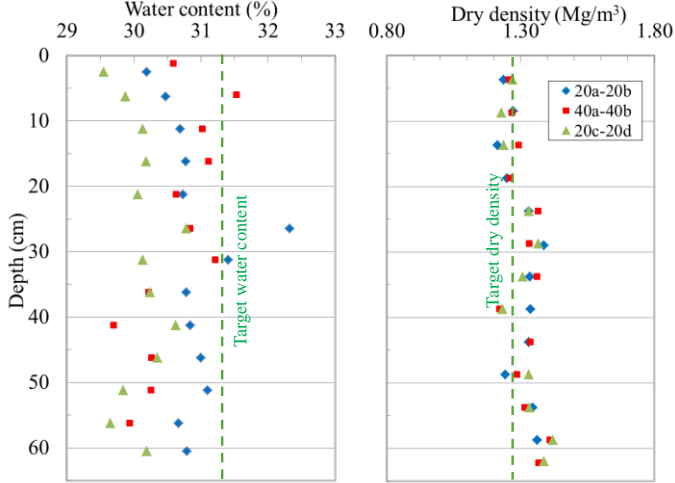 Water content (%)
29 30 31 32 33
Dry density (Mg/m³)
0.80 1.30 1.80
0
10
20
30
40
50
60
Depth (cm)
Target water content
Target dry density
20a-20b
40a-40b
20c-20d